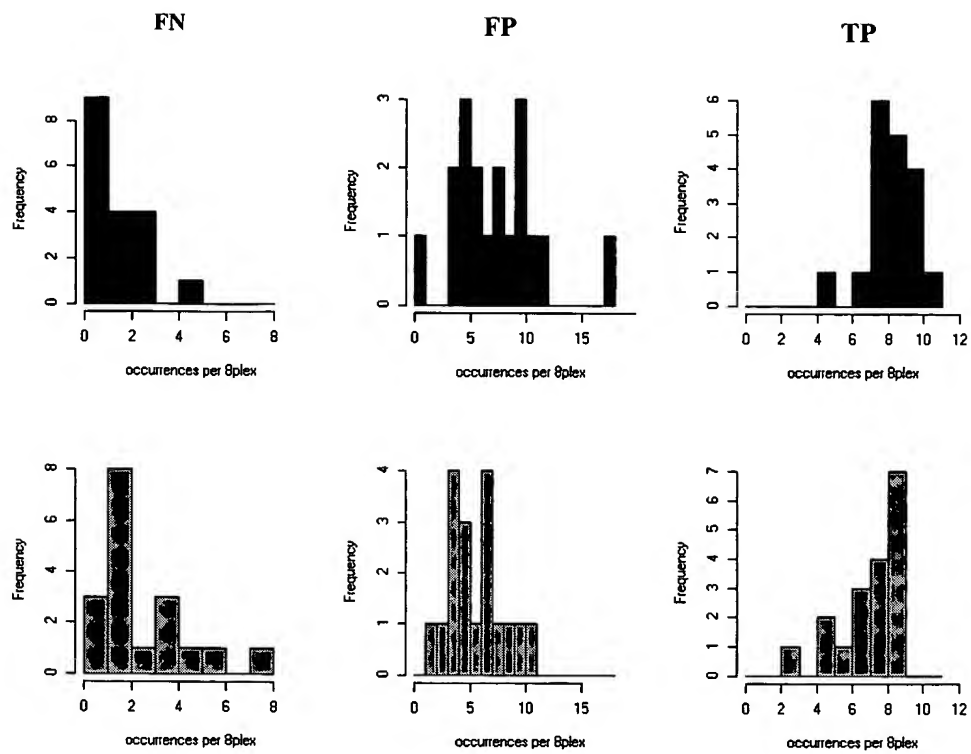 FN
FP
TP
Frequency
0 2 4 6 8
0 2 4 6 8
occurrences per 8plex
Frequency
0 1 2 3
0 5 10 15
occurrences per 8plex
Frequency
0 1 2 3 4 5 6
0 2 4 6 8 10 12
occurrences per 8plex
Frequency
0 2 4 6 8
0 2 4 6 8
occurrences per 8plex
Frequency
0 1 2 3 4
0 5 10 15
occurrences per 8plex
Frequency
0 1 2 3 4 5 6 7
0 2 4 6 8 10 12
occurrences per 8plex